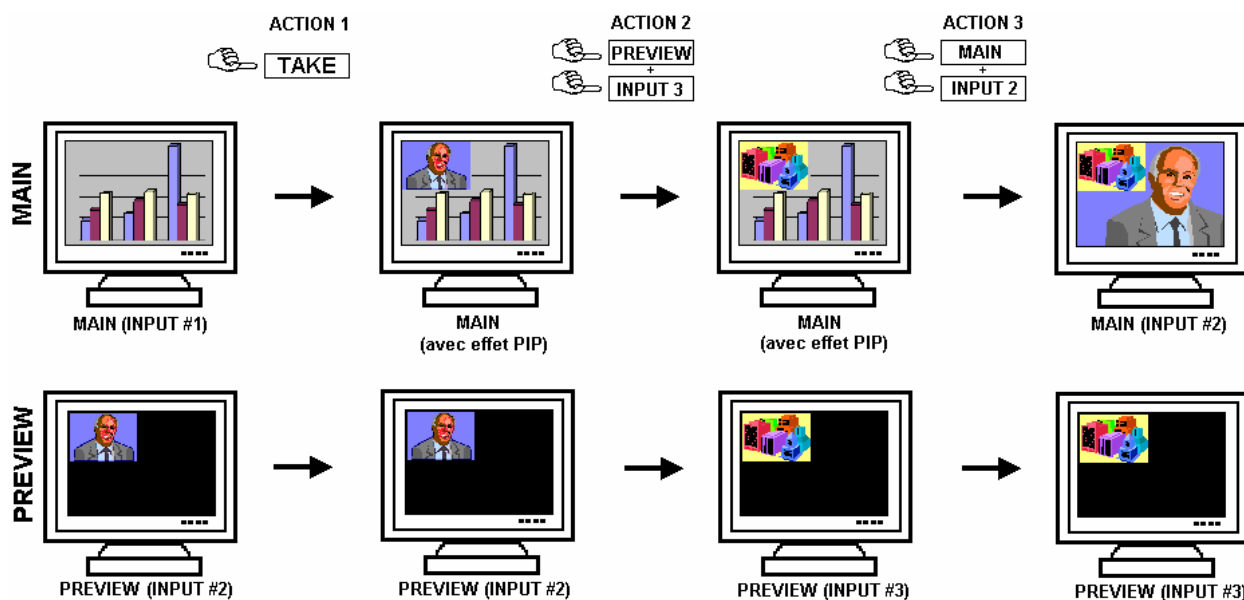 ACTION 1
TAKE
ACTION 2
PREVIEW
+
INPUT 3
ACTION 3
MAIN
+
INPUT 2
MAIN
MAIN (INPUT #1)
MAIN
(avec effet PIP)
MAIN
(avec effet PIP)
MAIN (INPUT #2)
PREVIEW
PREVIEW (INPUT #2)
PREVIEW (INPUT #2)
PREVIEW (INPUT #3)
PREVIEW (INPUT #3)